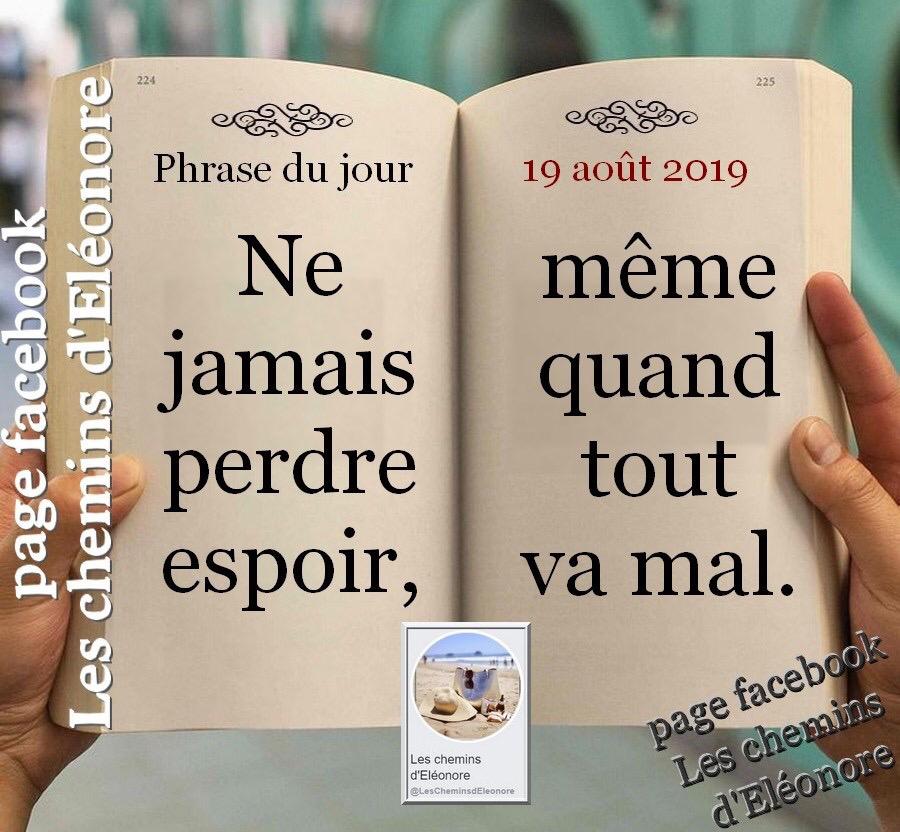 224
Phrase du jour
Ne
jamais
perdre
espoir,
225
19 août 2019
même
quand
tout
va mal.
page facebook
Les chemins d'Eléonore
Les chemins
d'Eléonore
@LesCheminsdEleonore
page facebook
Les chemins
d'Eléonore